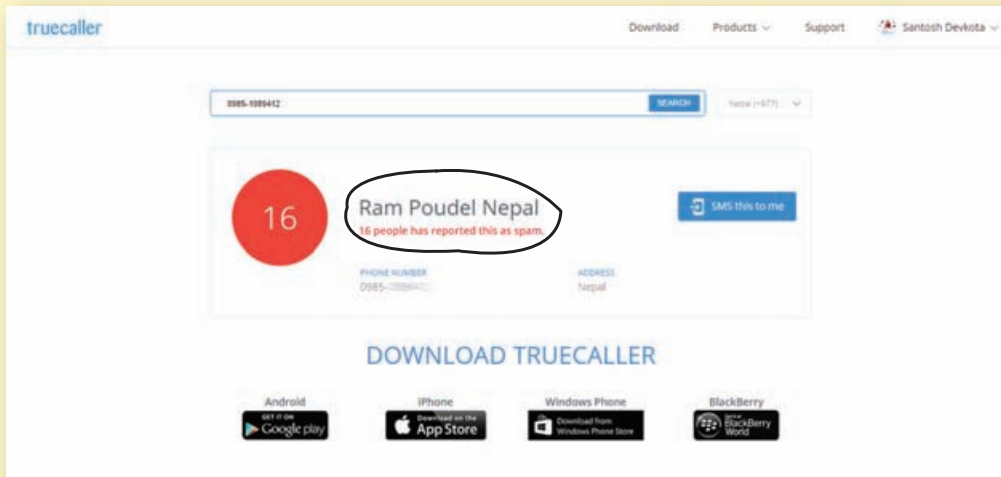 truecaller
Download Products Support Santosh Devkota
0985-1089412 SEARCH Nepal (+977)
16
Ram Poudel Nepal
16 people has reported this as spam.
SMS this to me
PHONE NUMBER ADDRESS
0985- Nepal
DOWNLOAD TRUECALLER
Android iPhone Windows Phone BlackBerry
GET IT ON
Google play
Download on the
App Store
Download from
Windows Phone Store
BlackBerry
World